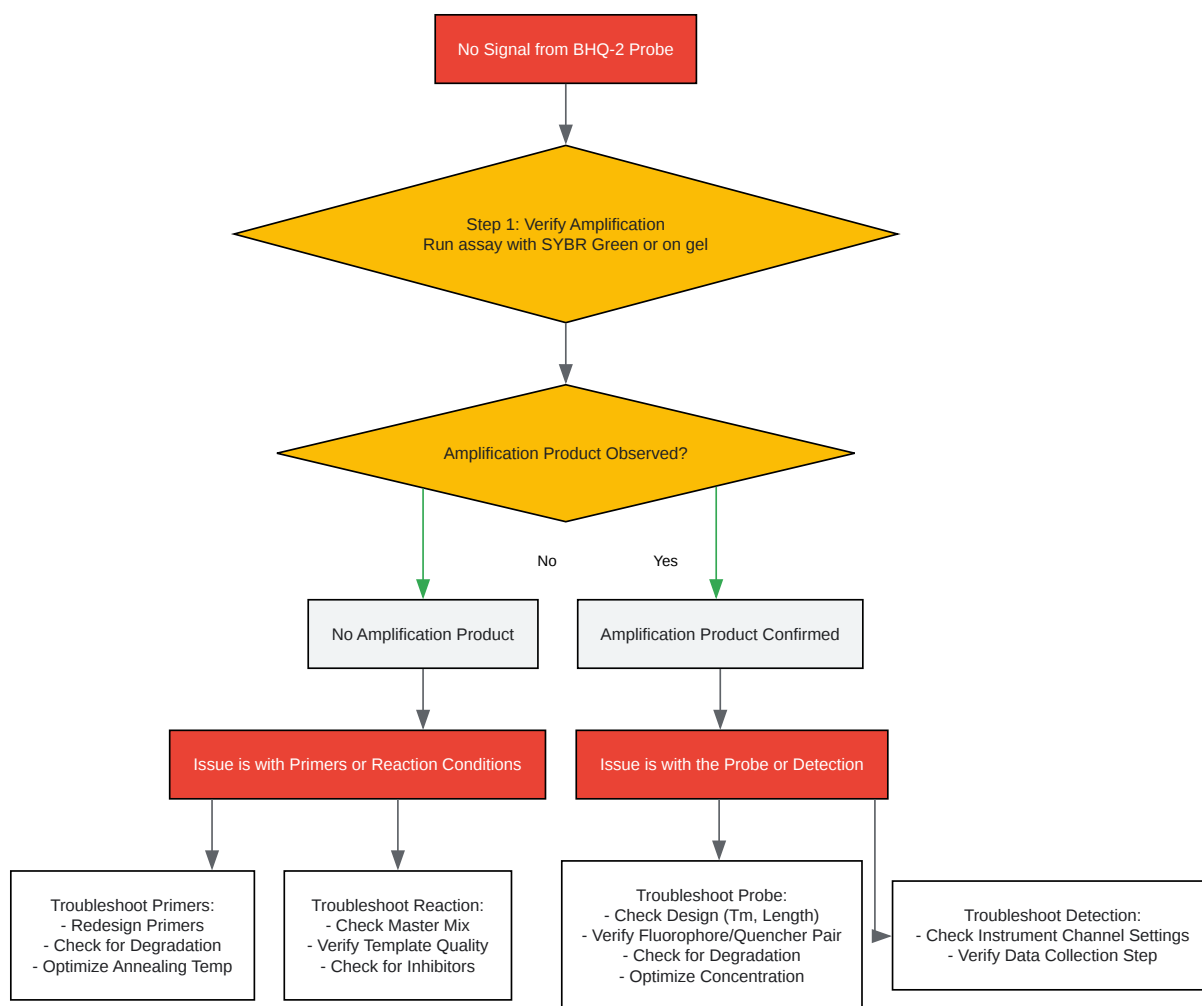 No Signal from BHQ-2 Probe
Step 1: Verify Amplification
Run assay with SYBR Green or on gel
Amplification Product Observed?
No
Yes
No Amplification Product
Amplification Product Confirmed
Issue is with Primers or Reaction Conditions
Issue is with the Probe or Detection
Troubleshoot Primers:
- Redesign Primers
- Check for Degradation
- Optimize Annealing Temp
Troubleshoot Reaction:
- Check Master Mix
- Verify Template Quality
- Check for Inhibitors
Troubleshoot Probe:
- Check Design (Tm, Length)
- Verify Fluorophore/Quencher Pair
- Check for Degradation
- Optimize Concentration
Troubleshoot Detection:
- Check Instrument Channel Settings
- Verify Data Collection Step